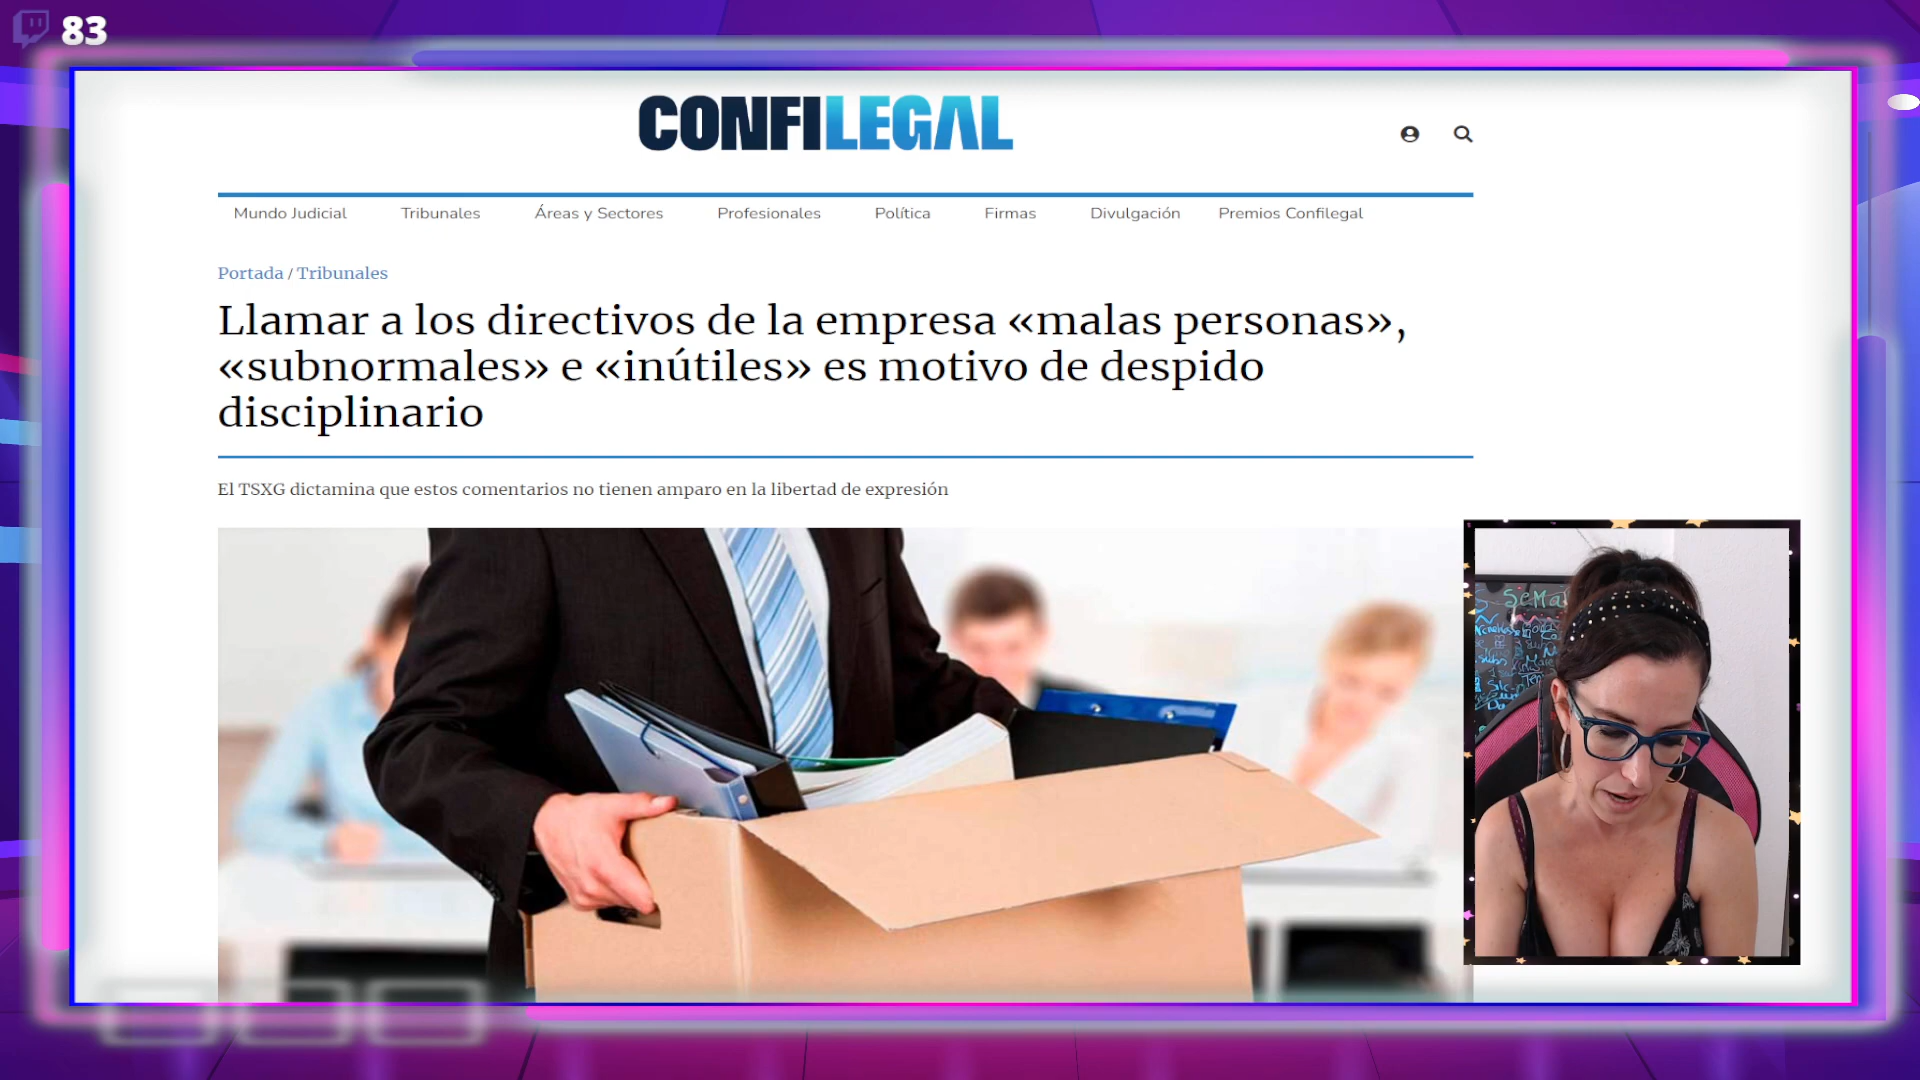 83
CONFILEGAL
Mundo Judicial Tribunales Áreas y Sectores Profesionales Política Firmas Divulgación Premios Confilegal
Portada / Tribunales
Llamar a los directivos de la empresa «malas personas»,
«subnormales» e «inútiles» es motivo de despido
disciplinario
El TSXG dictamina que estos comentarios no tienen amparo en la libertad de expresión